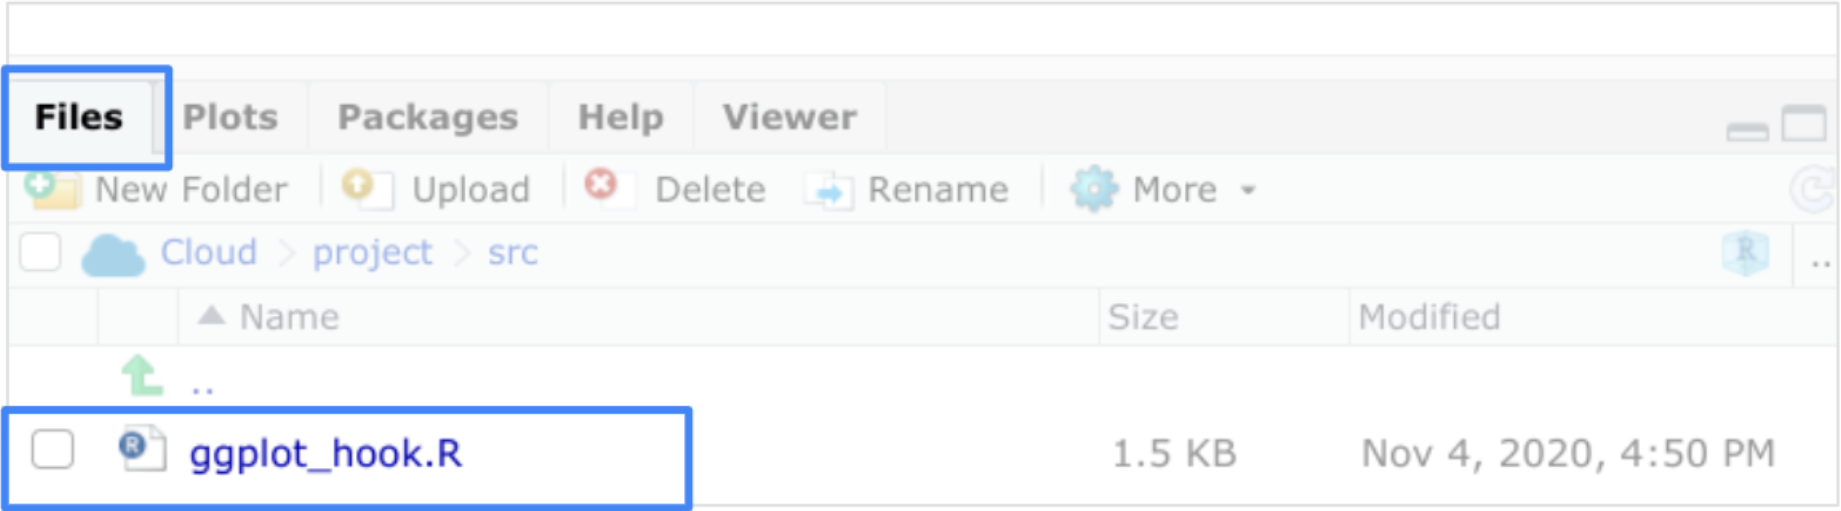 Files Plots Packages Help Viewer
New Folder Upload Delete Rename More
Cloud > project > src R ..
Name Size Modified
..
R ggplot_hook.R 1.5 KB Nov 4, 2020, 4:50 PM